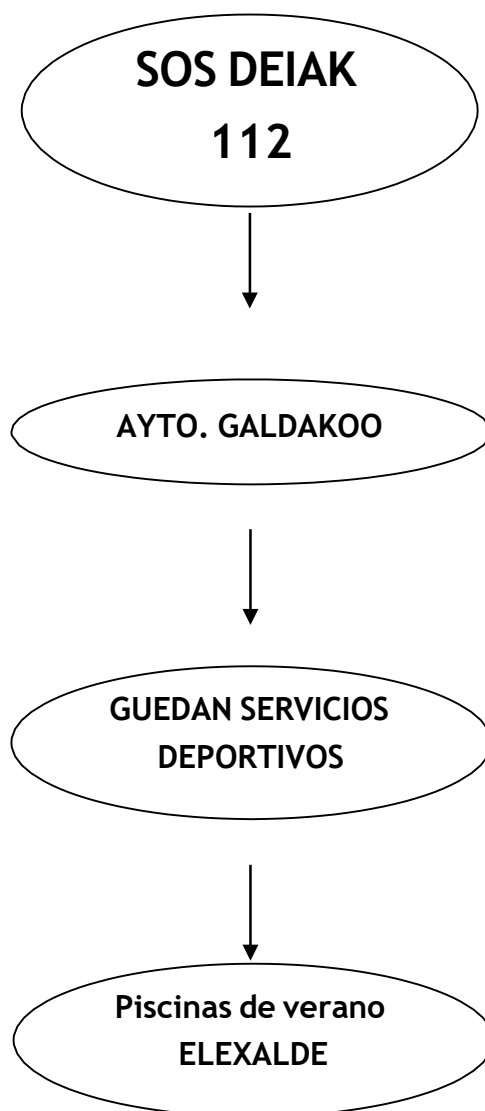 SOS DEIAK
112
AYTO. GALDAKOO
GUEDAN SERVICIOS
DEPORTIVOS
Piscinas de verano
ELEXALDE